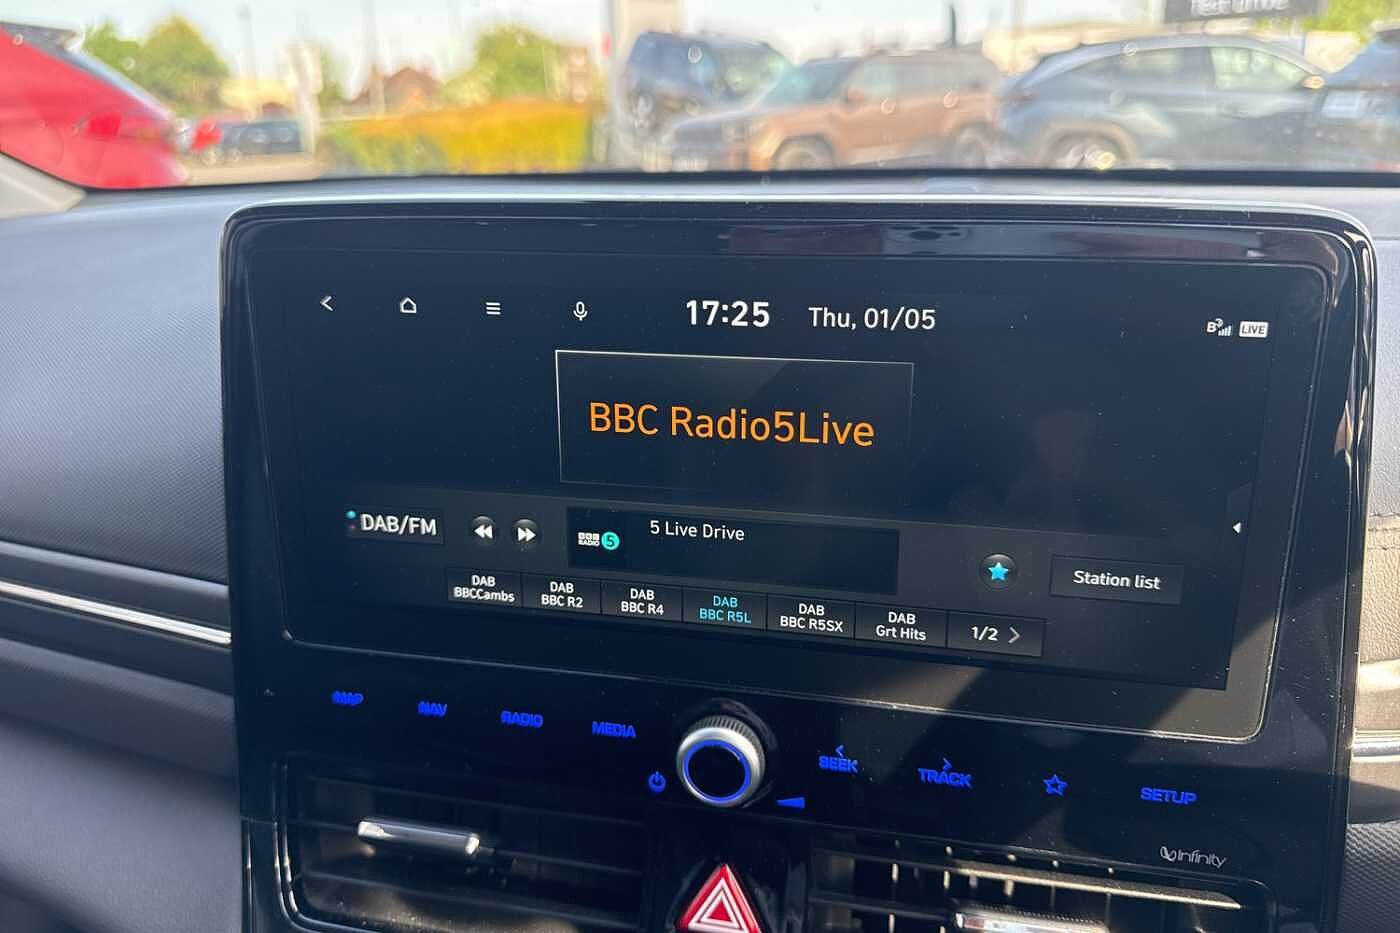 17:25 Thu, 01/05
LIVE
BBC Radio5Live
DAB/FM
BBC
RADIO 5
5 Live Drive
Station list
DAB
BBCCambs
DAB
BBC R2
DAB
BBC R4
DAB
BBC R5L
DAB
BBC R5SX
DAB
Grt Hits
1/2
MAP
NAV
RADIO
MEDIA
SEEK
TRACK
SETUP
Infinity